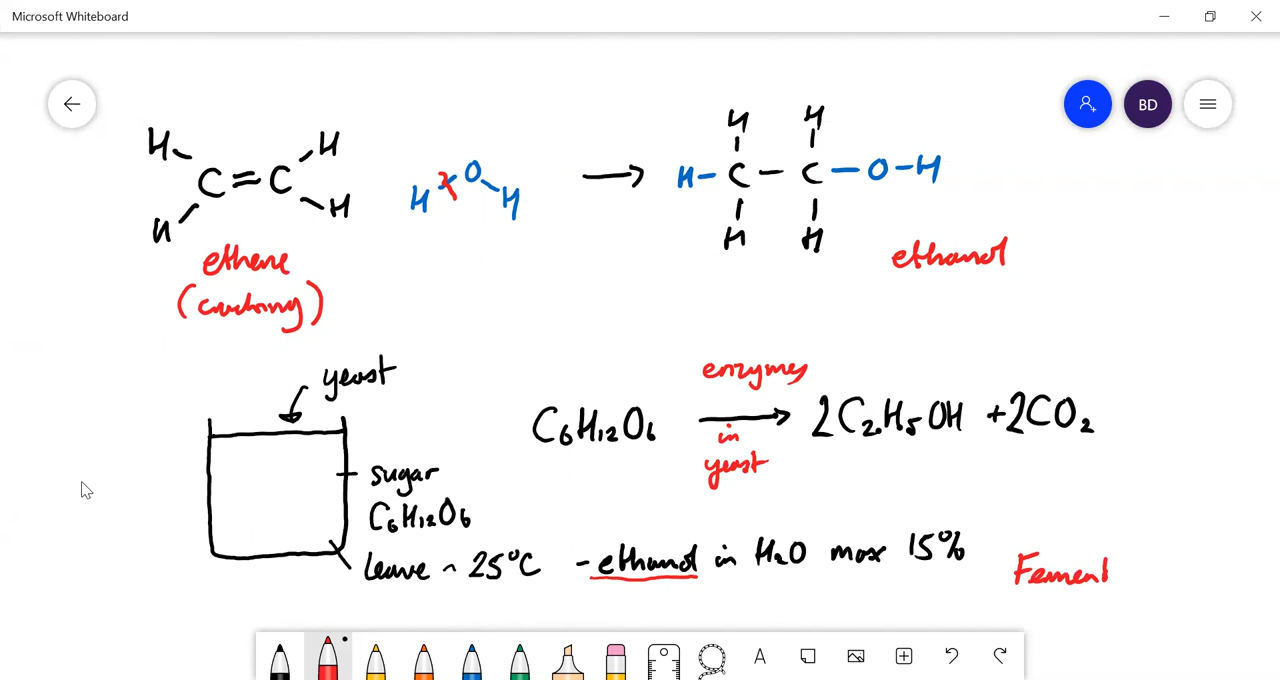 Microsoft Whiteboard
BD
H H
C=C
H H
H O H
→
H H
H-C-C-O-H
H H
ethene
(cracking)
ethanol
yeast
sugar
C₆H₁₂O₆
leave ~ 25°C - ethanol in H₂O max 15%
enzymes
C₆H₁₂O₆ → 2C₂H₅OH +2CO₂
in
yeast
Ferment
A